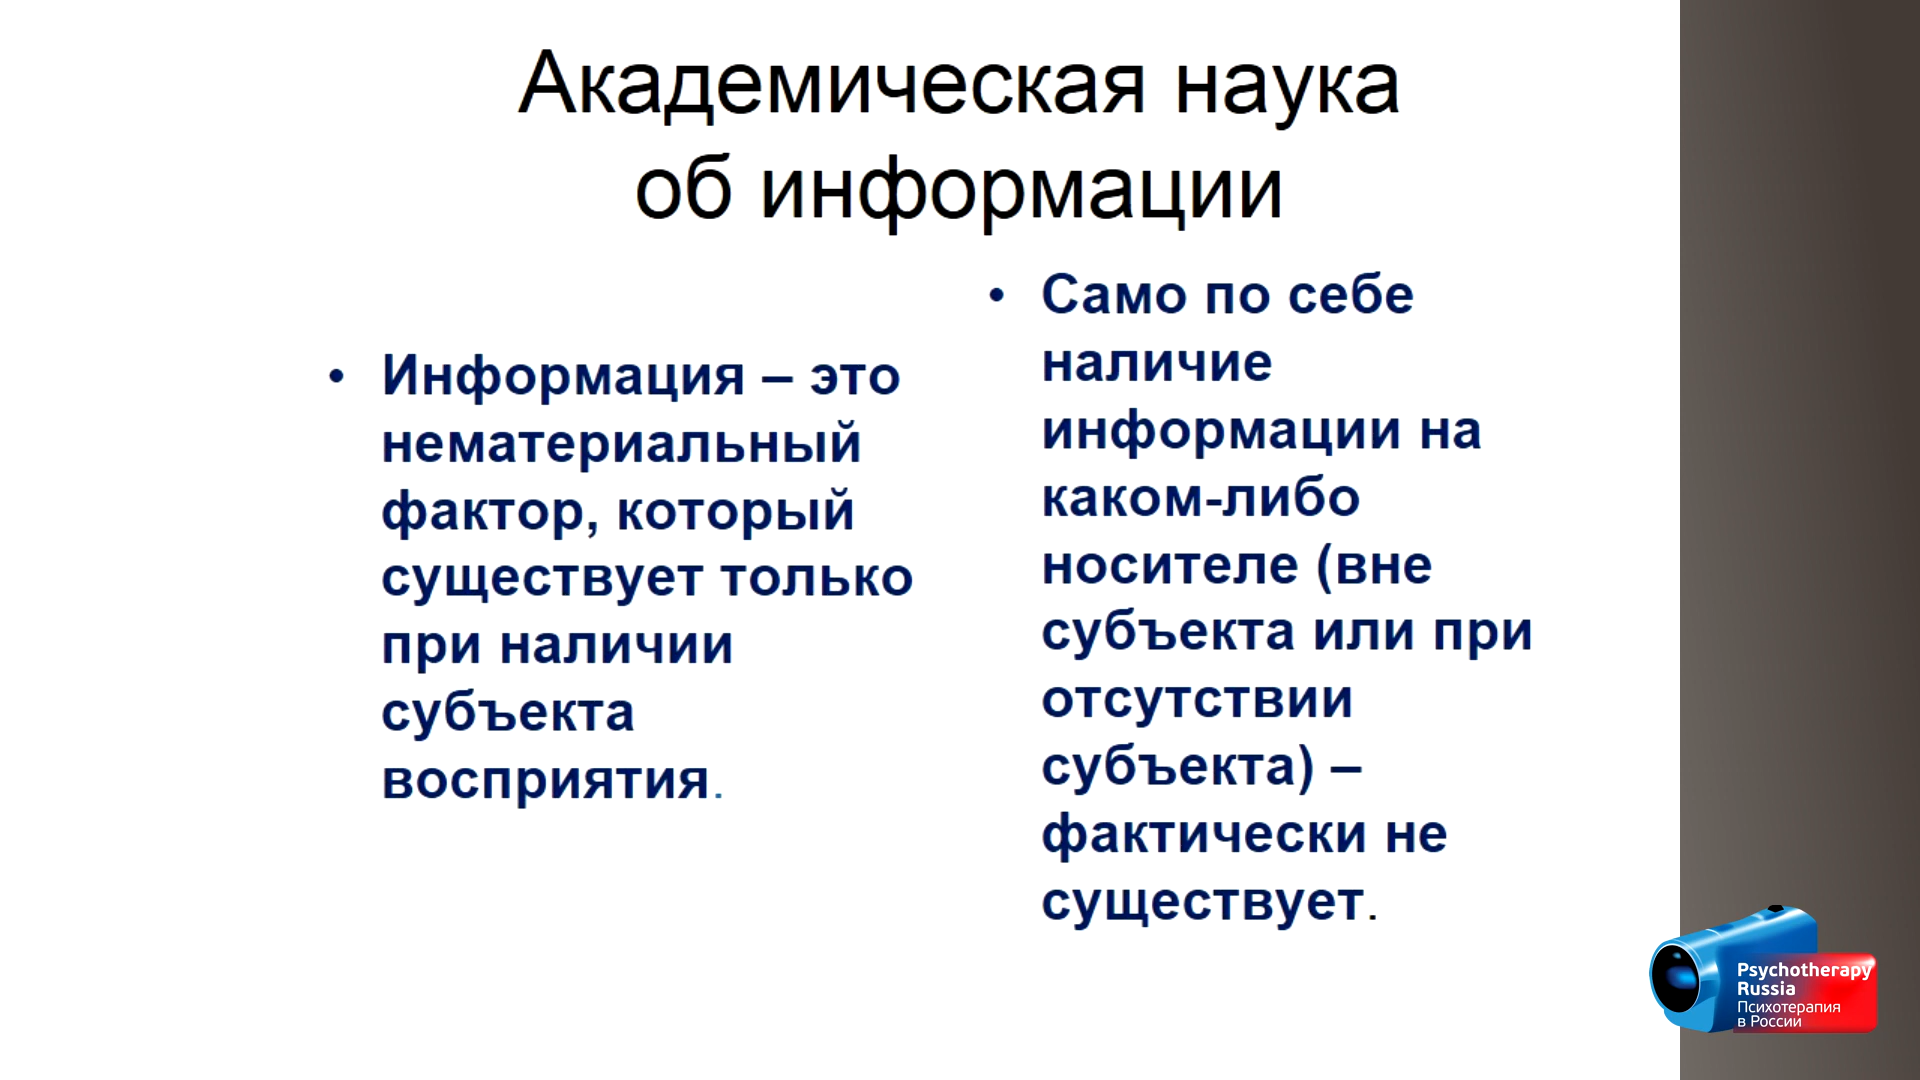 Академическая наука
об информации
• Информация – это
нематериальный
фактор, который
существует только
при наличии
субъекта
восприятия.
• Само по себе
наличие
информации на
каком-либо
носителе (вне
субъекта или при
отсутствии
субъекта) –
фактически не
существует.
Psychotherapy
Russia
Психотерапия
в России